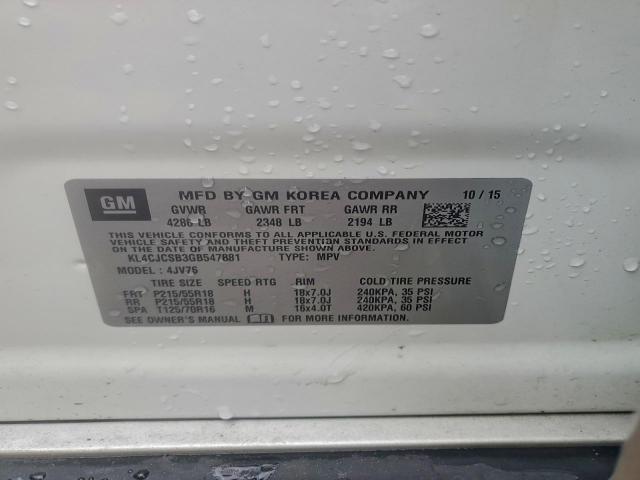 GM
MFD BY GM KOREA COMPANY 10 / 15
GVWR GAWR FRT GAWR RR
4286 LB 2348 LB 2194 LB
THIS VEHICLE CONFORMS TO ALL APPLICABLE U.S. FEDERAL MOTOR
VEHICLE SAFETY AND THEFT PREVENTION STANDARDS IN EFFECT ON
THE DATE OF MANUFACTURE SHOWN ABOVE.
KL4CJCSB3GB547881 TYPE: MPV
MODEL : 4JV76
TIRE SIZE SPEED RTG RIM COLD TIRE PRESSURE
FRT P215/55R18 H 18x7.0J 240KPA, 35 PSI
RR P215/55R18 H 18x7.0J 240KPA, 35 PSI
SPA T125/70R16 M 16x4.0T 420KPA, 60 PSI
SEE OWNER'S MANUAL FOR MORE INFORMATION.